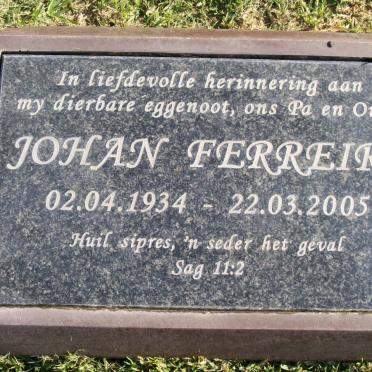 In liefdevolle herinnering aan
my dierbare eggenoot, ons Pa en
JOHAN
02.04.1934 - 22.03.2005
Huil sipres, 'n seder het geval
Sag 11:2